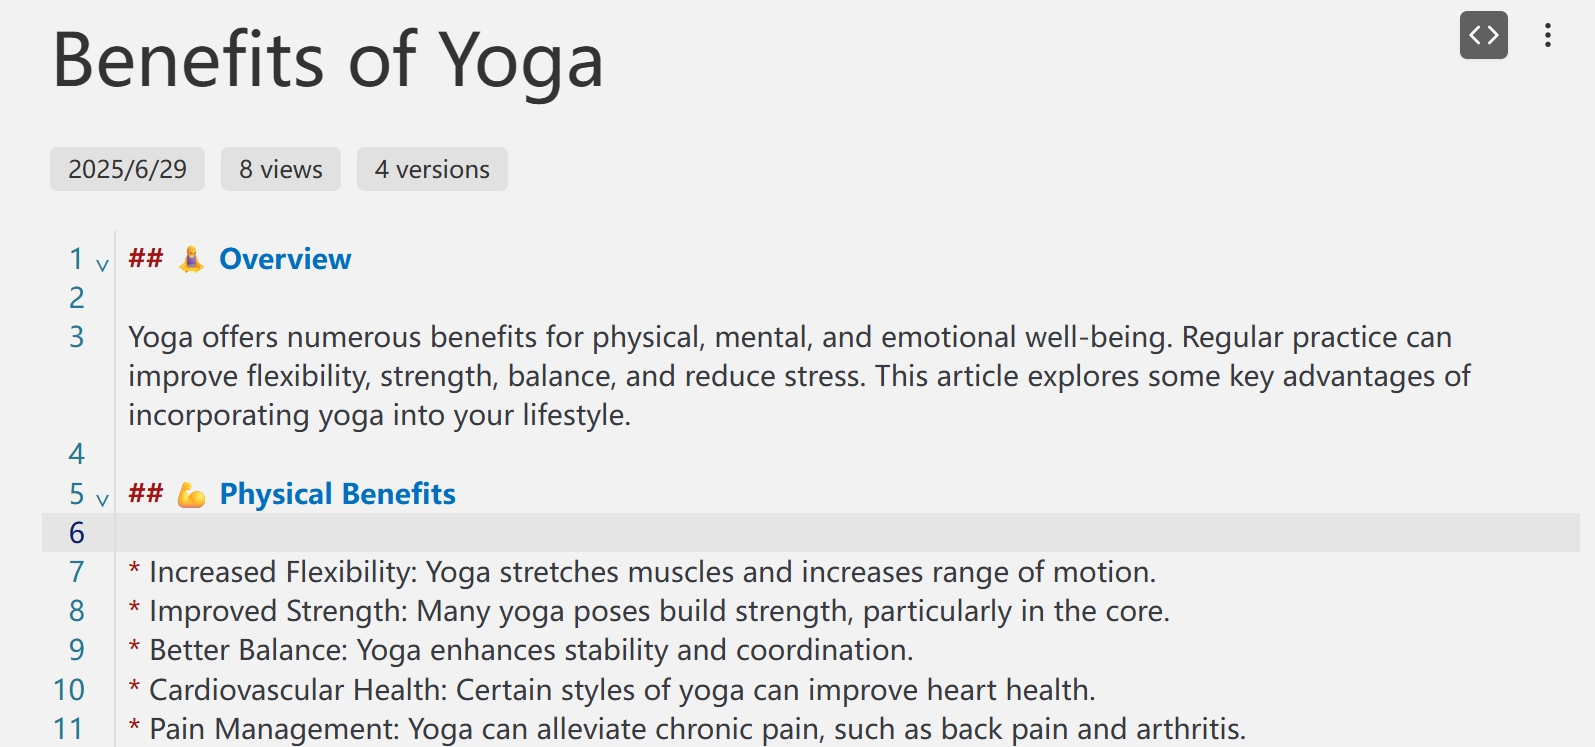 Benefits of Yoga
2025/6/29 8 views 4 versions
1 ## 🧘‍♀️ Overview
2
3 Yoga offers numerous benefits for physical, mental, and emotional well-being. Regular practice can
improve flexibility, strength, balance, and reduce stress. This article explores some key advantages of
incorporating yoga into your lifestyle.
4
5 ## 💪 Physical Benefits
6
7 * Increased Flexibility: Yoga stretches muscles and increases range of motion.
8 * Improved Strength: Many yoga poses build strength, particularly in the core.
9 * Better Balance: Yoga enhances stability and coordination.
10 * Cardiovascular Health: Certain styles of yoga can improve heart health.
11 * Pain Management: Yoga can alleviate chronic pain, such as back pain and arthritis.